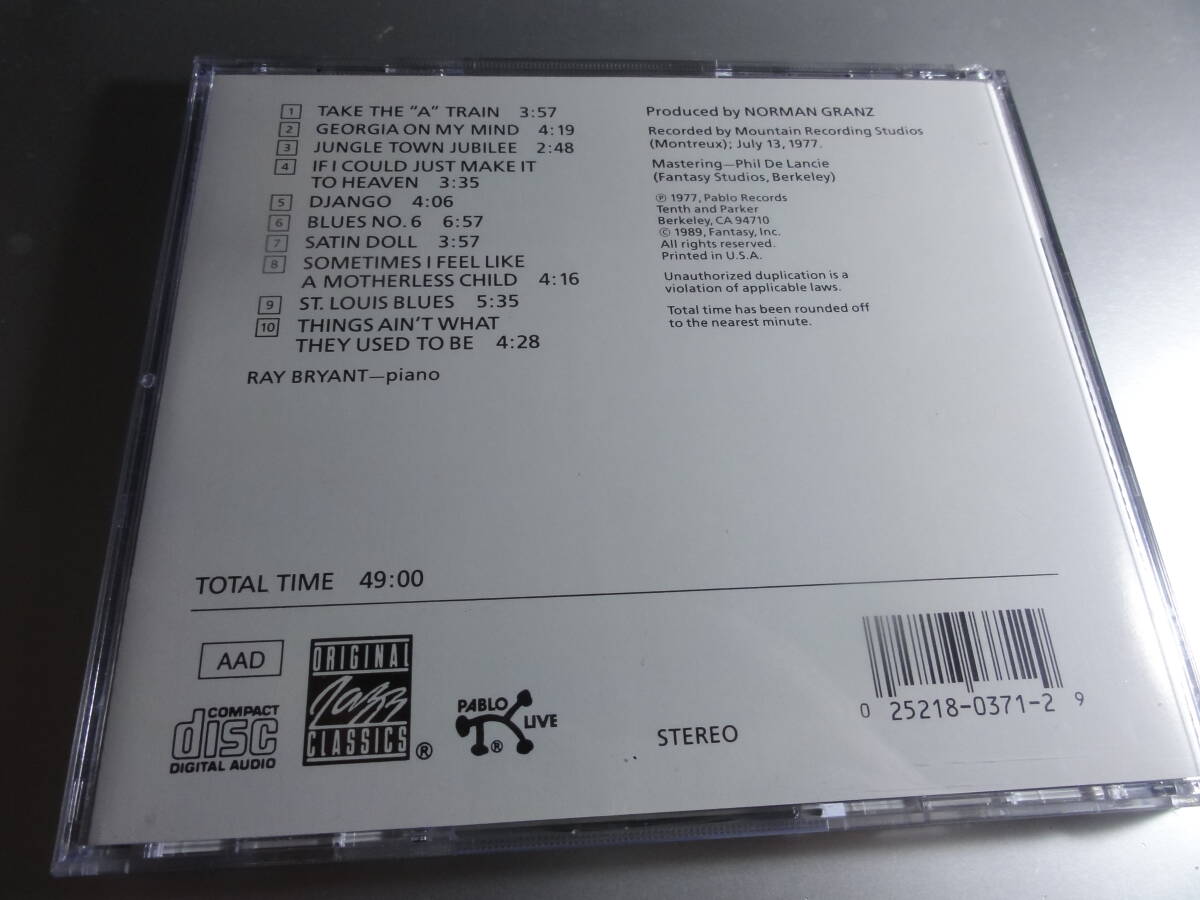 1 TAKE THE "A" TRAIN 3:57
2 GEORGIA ON MY MIND 4:19
3 JUNGLE TOWN JUBILEE 2:48
4 IF I COULD JUST MAKE IT
TO HEAVEN 3:35
5 DJANGO 4:06
6 BLUES NO. 6 6:57
7 SATIN DOLL 3:57
8 SOMETIMES I FEEL LIKE
A MOTHERLESS CHILD 4:16
9 ST. LOUIS BLUES 5:35
10 THINGS AIN'T WHAT
THEY USED TO BE 4:28
RAY BRYANT—piano
Produced by NORMAN GRANZ
Recorded by Mountain Recording Studios
(Montreux); July 13, 1977.
Mastering—Phil De Lancie
(Fantasy Studios, Berkeley)
℗ 1977, Pablo Records
Tenth and Parker
Berkeley, CA 94710
© 1989, Fantasy, Inc.
All rights reserved.
Printed in U.S.A.
Unauthorized duplication is a
violation of applicable laws.
Total time has been rounded off
to the nearest minute.
TOTAL TIME 49:00
AAD
COMPACT
disc
DIGITAL AUDIO
ORIGINAL
Jazz
CLASSICS ®
PABLO
LIVE
®
STEREO
0 25218-0371-2 9